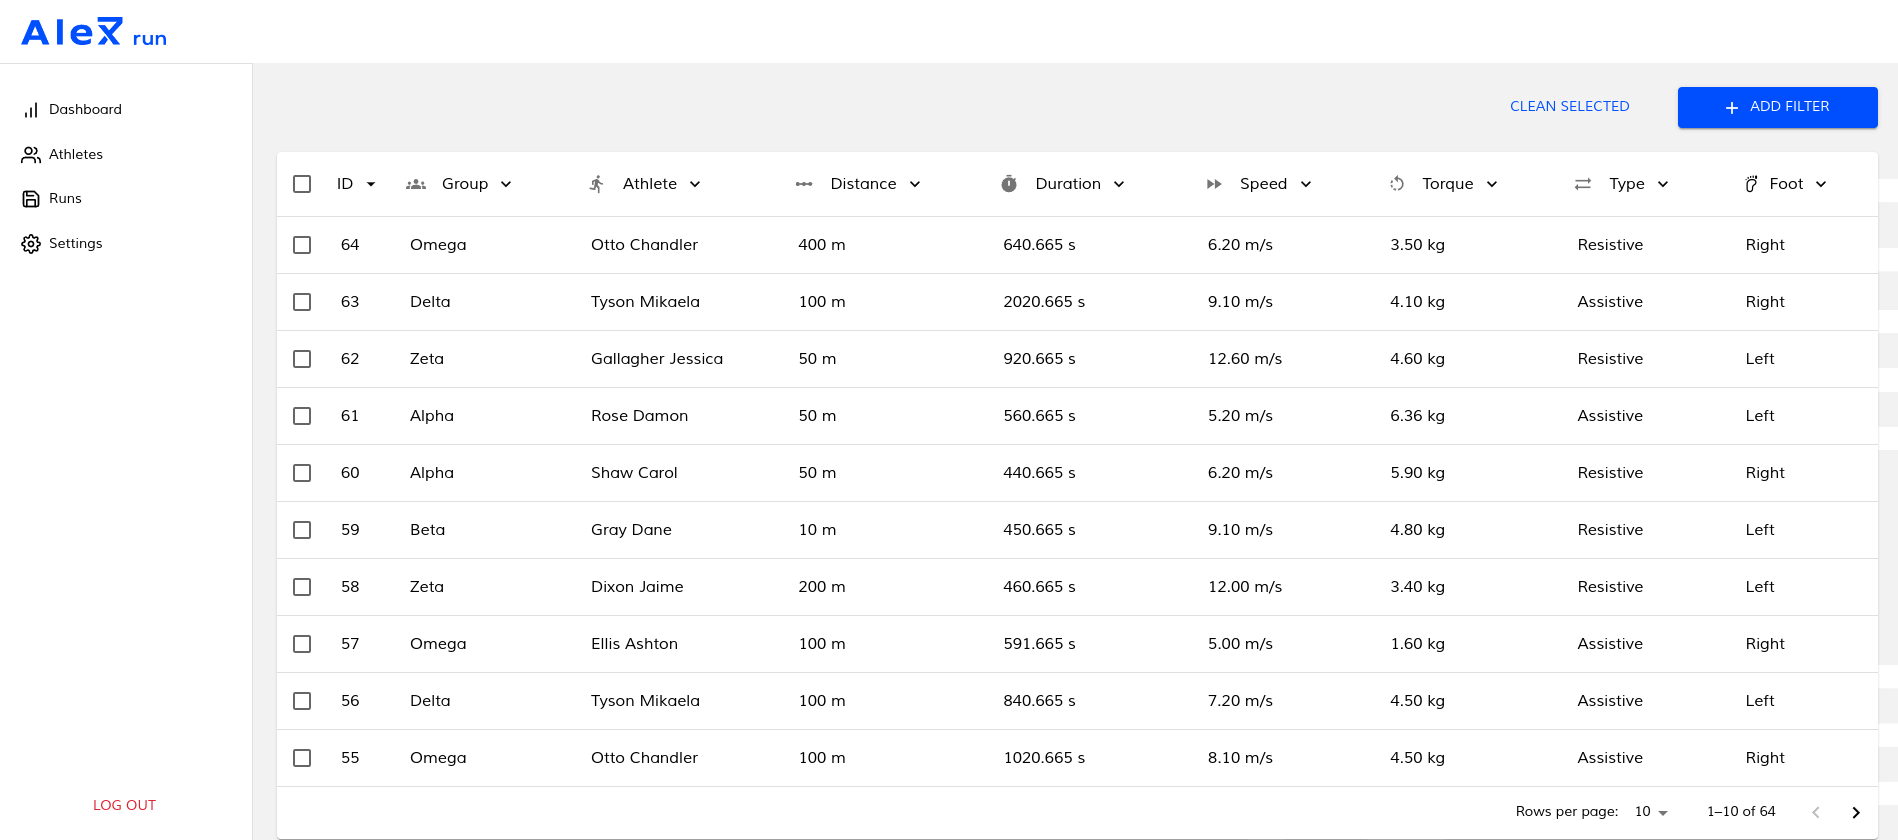 Alex run
CLEAN SELECTED ADD FILTER
Dashboard
Athletes
Runs
Settings
ID Group Athlete Distance Duration Speed Torque Type Foot
64 Omega Otto Chandler 400 m 640.665 s 6.20 m/s 3.50 kg Resistive Right
63 Delta Tyson Mikaela 100 m 2020.665 s 9.10 m/s 4.10 kg Assistive Right
62 Zeta Gallagher Jessica 50 m 920.665 s 12.60 m/s 4.60 kg Resistive Left
61 Alpha Rose Damon 50 m 560.665 s 5.20 m/s 6.36 kg Assistive Left
60 Alpha Shaw Carol 50 m 440.665 s 6.20 m/s 5.90 kg Resistive Right
59 Beta Gray Dane 10 m 450.665 s 9.10 m/s 4.80 kg Resistive Left
58 Zeta Dixon Jaime 200 m 460.665 s 12.00 m/s 3.40 kg Resistive Left
57 Omega Ellis Ashton 100 m 591.665 s 5.00 m/s 1.60 kg Assistive Right
56 Delta Tyson Mikaela 100 m 840.665 s 7.20 m/s 4.50 kg Assistive Left
55 Omega Otto Chandler 100 m 1020.665 s 8.10 m/s 4.50 kg Assistive Right
LOG OUT
Rows per page: 10 1–10 of 64